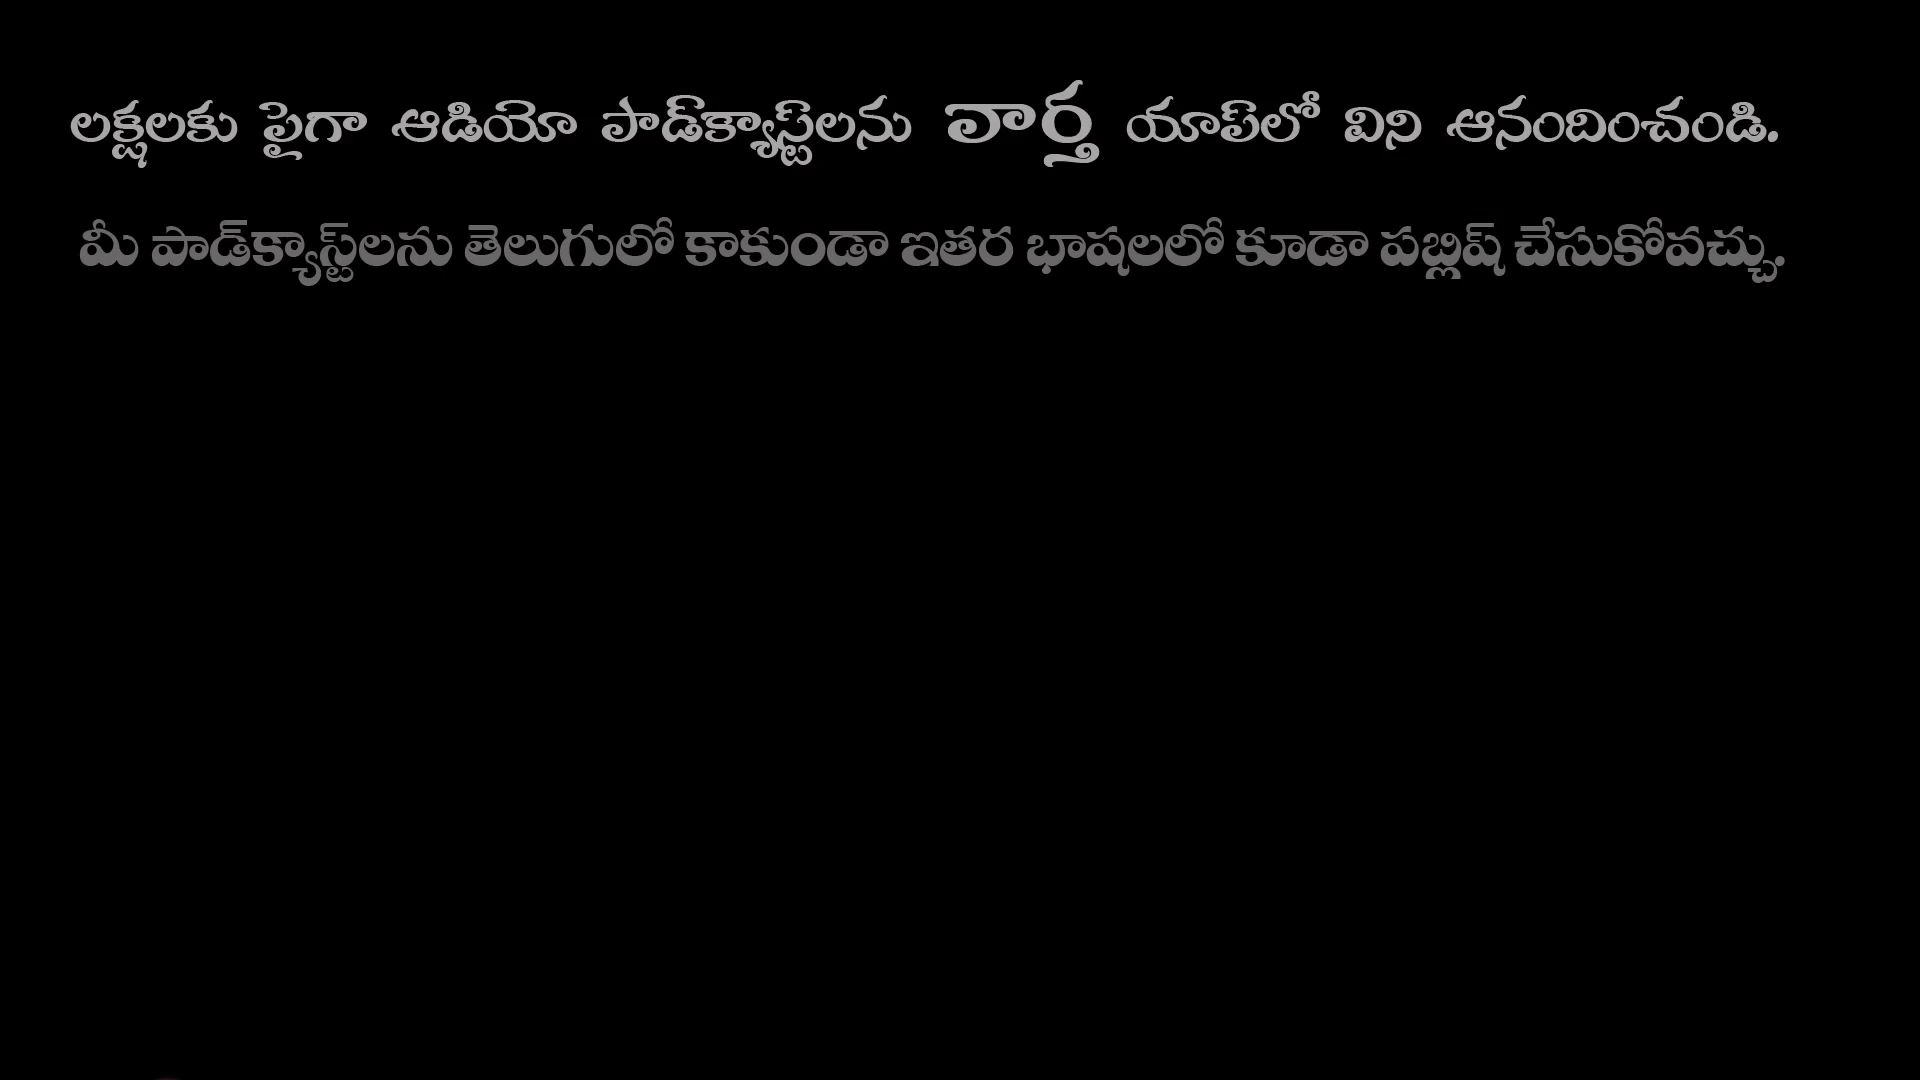 లక్షలకు పైగా ఆడియో పాడ్‌క్యాస్ట్‌లను వార్త యాప్‌లో విని ఆనందించండి.
మీ పాడ్‌క్యాస్ట్‌లను తెలుగులో కాకుండా ఇతర భాషలలో కూడా పబ్లిష్ చేసుకోవచ్చు.